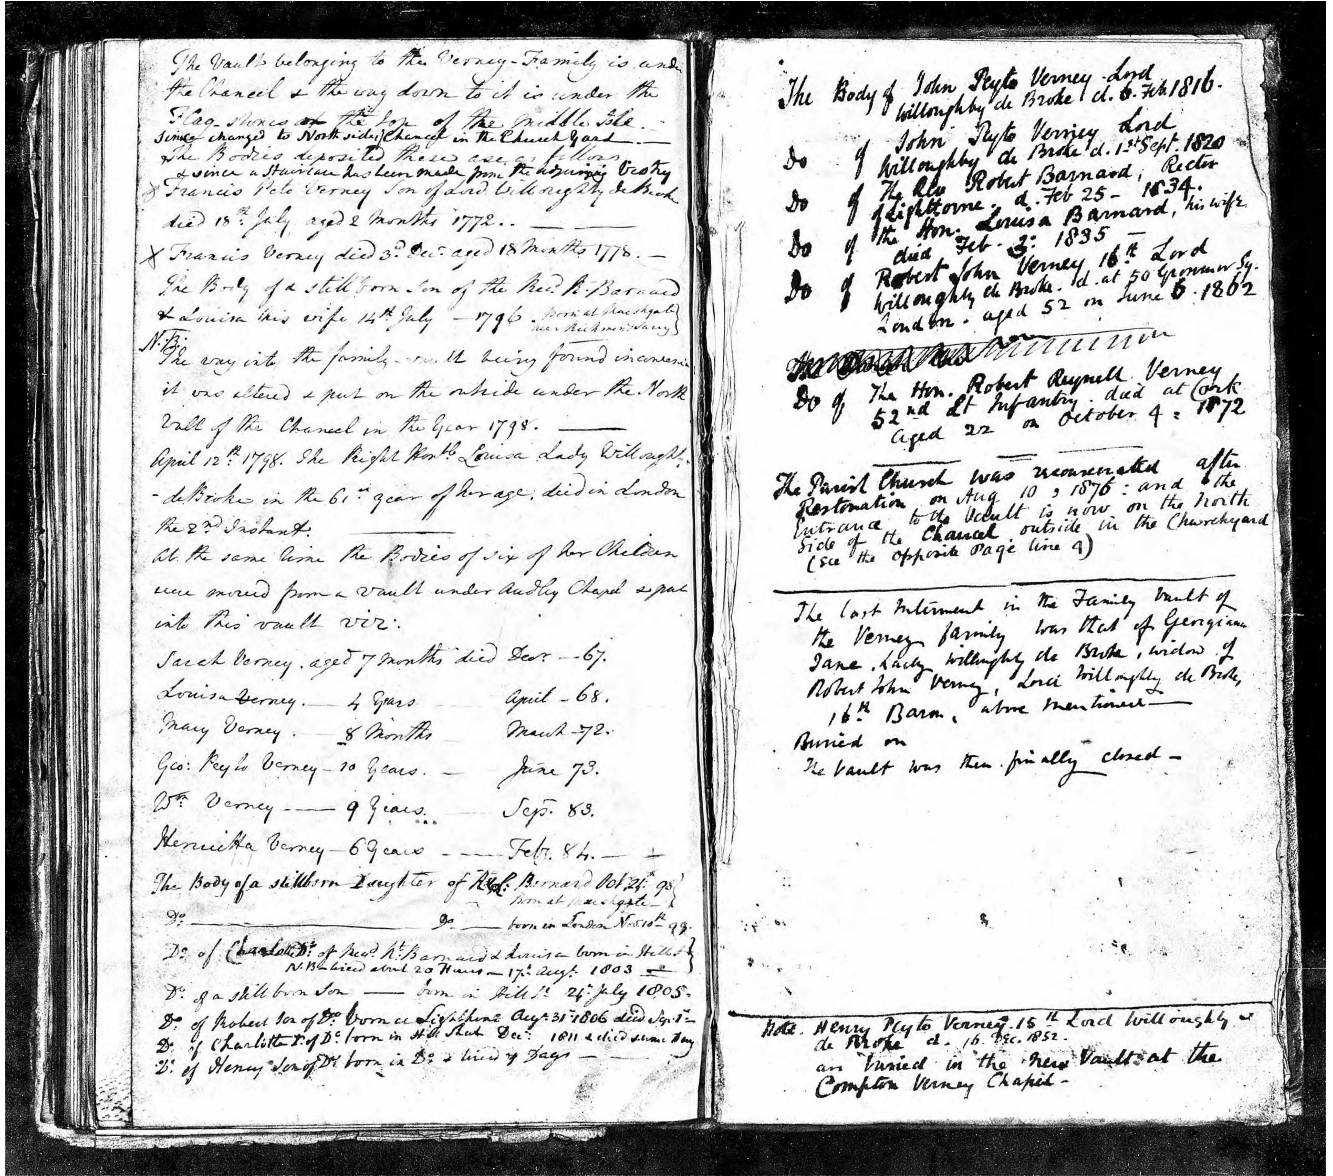 The Vault belonging to the Verney-Family is under
the Chancel & the way down to it is under the
Flag stones on the top of the Middle Isle.
since changed to North side Chancel in the Church Yard
The Bodies deposited there are as follows
& since a Staircase has been made from the adjoining Vestry
X Francis Peto Verney Son of Lord Willoughby de Broke
died 18th July aged 2 Months 1772. —
X Francis Verney died 3d Dec: aged 18 Months 1778. —
The Body of a stillborn Son of the Revd R. Barnard
& Louisa his wife 14th July — 1796. born at Marshgate
near Richmond Surry}
N.B:
The way into the family-vault being found inconvenient
it was altered & put on the outside under the North
Wall of the Chancel in the Year 1798. —
April 12th 1798. The Right Honble Louisa Lady Willoughby
- de Broke in the 61st year of her age, died in London
the 2nd Instant.
At the same time the Bodies of six of her Children
were moved from a vault under Audley Chapel & put
into this vault viz:
Sarah Verney. aged 7 months died Decr — 67.
Louisa Verney. — 4 Years April — 68.
Mary Verney. — 8 Months March — 72.
Geo: Peyto Verney — 10 Years. — June 73.
Wm Verney — 9 Years. — Sepr. 83.
Henrietta Verney — 6 Years — Feby. 84. —
The Body of a stillborn Daughter of Barnard Oct 24th 98}
born at Marshgate —
Do — Do — born in London Nov 10th 99.
Do of Charlotte Dr of Revd Rt Barnard & Louisa born in Hill St}
N.B. lived about 20 Hours — 17th Augt. 1803
Do of a stillborn Son — born in Hill St 24th July 1805.
Do of Robert Son of Do born at Lighthorne Augt 31st 1806 died Sep. 1st
Do of Charlotte Dr of Do born in Hill Street Dec: 1811 & died same day
Do of Henry Son of Do born in Do & lived 4 Days —
The Body of John Peyto Verney Lord
Willoughby de Broke d. 6 Feb. 1816.
Do of John Peyto Verney Lord
Willoughby de Broke d. 1st Sept. 1820
Do of The Rev Robert Barnard, Rector
of Lighthorne. d. Feb 25 — 1834.
Do of the Hon. Louisa Barnard, his wife
died Feb. 3: 1835 —
Do of Robert John Verney 16th Lord
Willoughby de Broke. d. at 50 Grosvenor Sq.
London. aged 52 on June 5. 1862
Do of The Hon. Robert Reynell Verney
52nd Lt Infantry. died at Cork
aged 22 on October 4 = 1872
The Parish Church was reconsecrated after
Restoration on Aug 10, 1876: and the
Entrance to the Vault is now on the North
Side of the Chancel, outside in the Churchyard
(See the opposite Page line 4)
The last Interment in the Family Vault of
the Verney family was that of Georgiana
Jane, Lady Willoughby de Broke, widow of
Robert John Verney, Lord Willoughby de Broke,
16th Baron, above mentioned —
Buried on
The Vault was then finally closed —
Note. Henry Peyto Verney. 15th Lord Willoughby
de Broke d. 16. Dec. 1852.
are buried in the new Vault at the
Compton Verney Chapel —